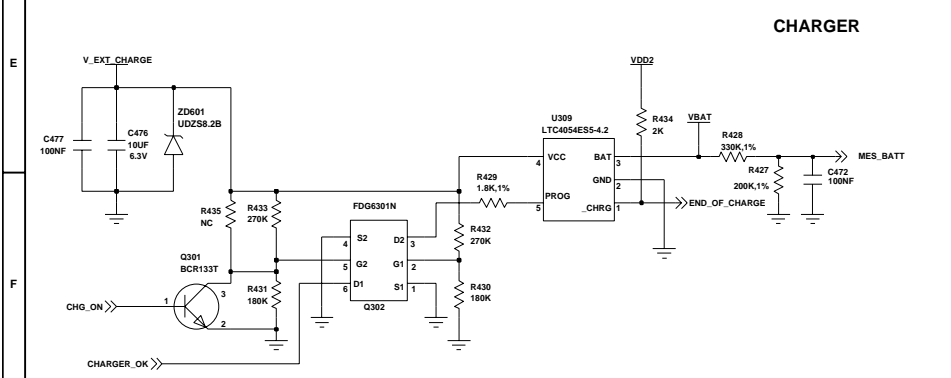 CHARGER
E
V_EXT_CHARGE
VDD2
ZD601
UDZS8.2B
C477
100NF
C476
10UF
6.3V
U309
LTC4054ES5-4.2
R434
2K
VBAT
R428
330K,1%
MES_BATT
4
VCC
BAT
3
R427
200K,1%
C472
100NF
R429
1.8K,1%
GND
2
PROG
5
_CHRG
1
END_OF_CHARGE
R435
NC
R433
270K
FDG6301N
R432
270K
4
S2
D2
3
Q301
BCR133T
5
G2
G1
2
F
3
R431
180K
6
D1
S1
1
R430
180K
CHG_ON
1
Q302
2
CHARGER_OK